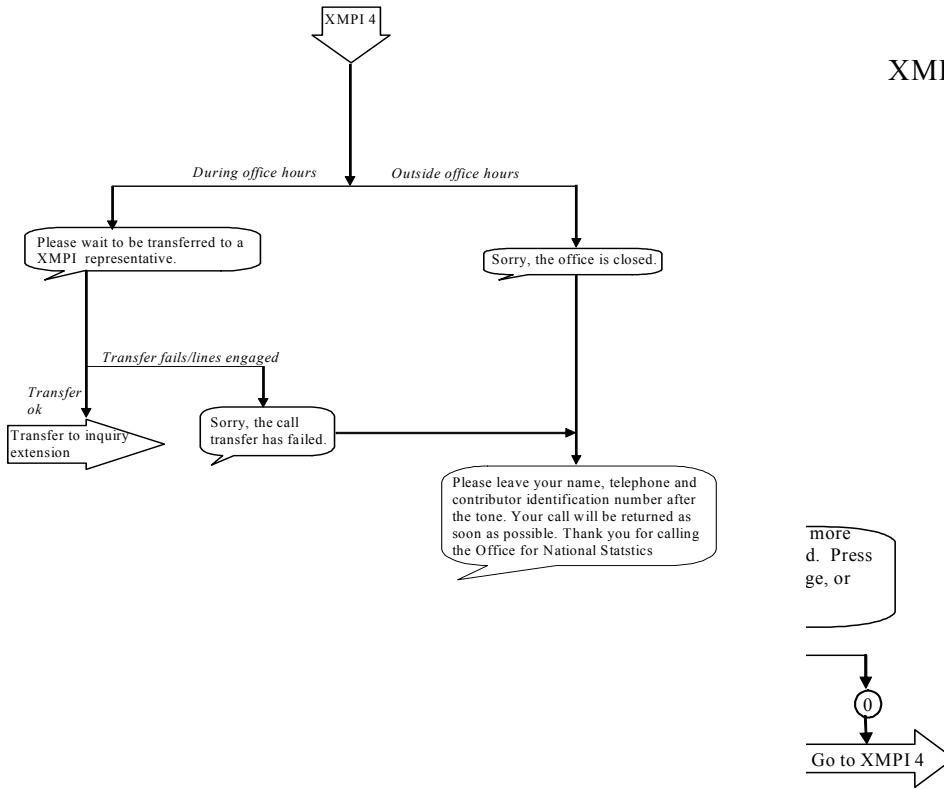 XMPI 4
XMI
During office hours
Outside office hours
Please wait to be transferred to a
XMPI representative.
Sorry, the office is closed.
Transfer fails/lines engaged
Transfer
ok
Transfer to inquiry
extension
Sorry, the call
transfer has failed.
Please leave your name, telephone and
contributor identification number after
the tone. Your call will be returned as
soon as possible. Thank you for calling
the Office for National Statstics
more
d. Press
ge, or
0
Go to XMPI 4